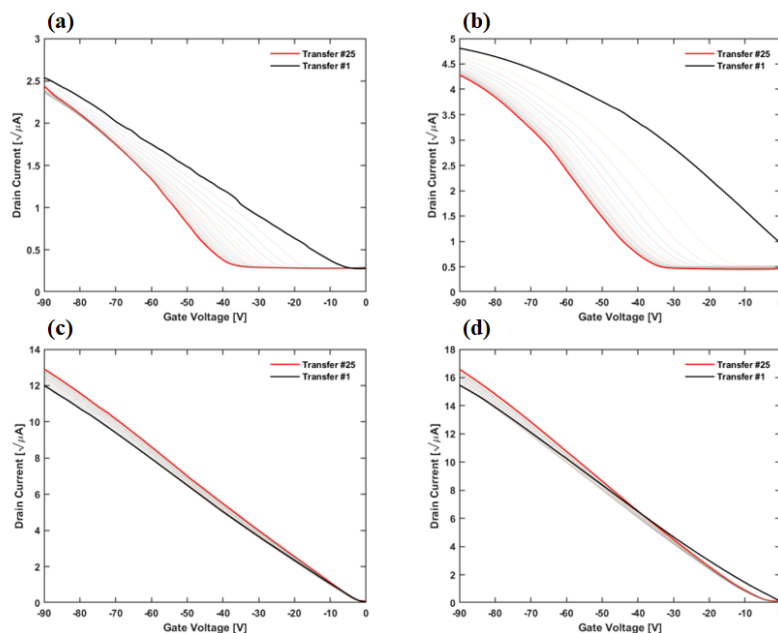 (a)
(b)
3
2.5
2
1.5
1
0.5
0
-90 -80 -70 -60 -50 -40 -30 -20 -10 0
Drain Current [√μA]
Gate Voltage [V]
Transfer #25
Transfer #1
5
4.5
4
3.5
3
2.5
2
1.5
1
0.5
0
-90 -80 -70 -60 -50 -40 -30 -20 -10
Drain Current [√μA]
Gate Voltage [V]
Transfer #25
Transfer #1
(c)
(d)
14
12
10
8
6
4
2
0
-90 -80 -70 -60 -50 -40 -30 -20 -10 0
Drain Current [√μA]
Gate Voltage [V]
Transfer #25
Transfer #1
18
16
14
12
10
8
6
4
2
0
-90 -80 -70 -60 -50 -40 -30 -20 -10
Drain Current [√μA]
Gate Voltage [V]
Transfer #25
Transfer #1